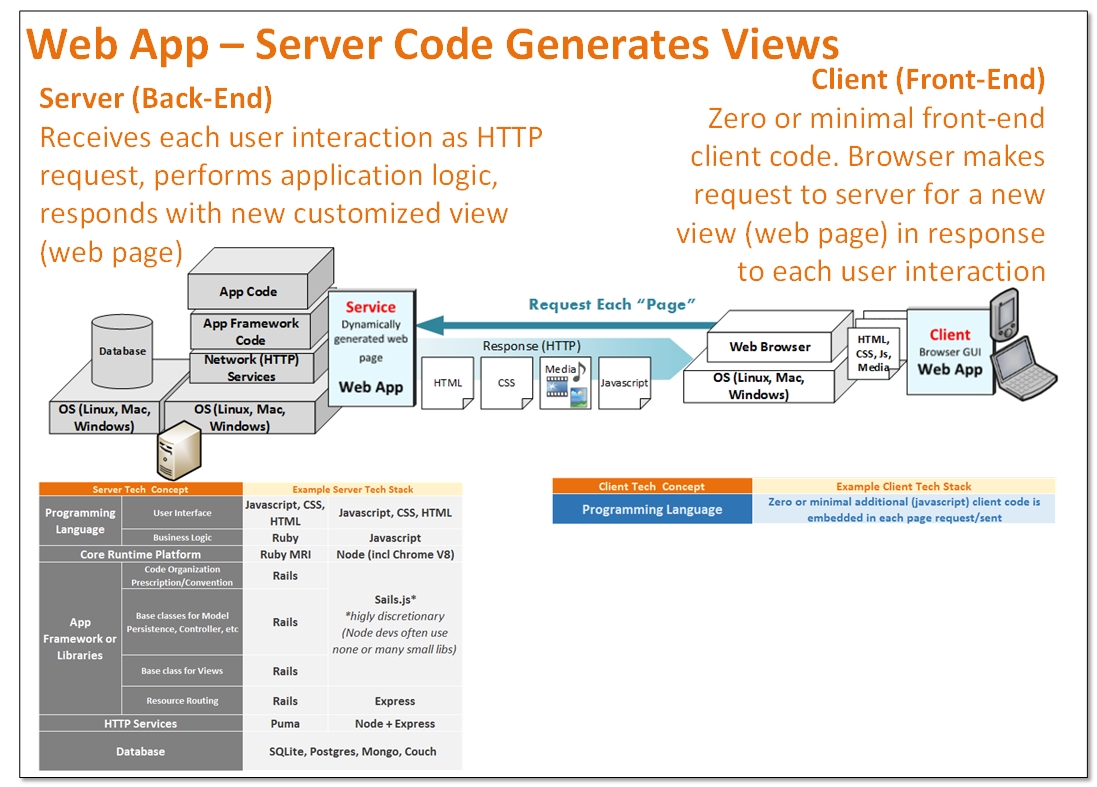 Web App – Server Code Generates Views
Server (Back-End)
Receives each user interaction as HTTP
request, performs application logic,
responds with new customized view
(web page)
Client (Front-End)
Zero or minimal front-end
client code. Browser makes
request to server for a new
view (web page) in response
to each user interaction
App Code
App Framework
Code
Network (HTTP)
Services
Database
OS (Linux, Mac,
Windows)
OS (Linux, Mac,
Windows)
Service
Dynamically
generated web
page
Web App
Request Each “Page”
Response (HTTP)
HTML
CSS
Media
Javascript
Web Browser
OS (Linux, Mac,
Windows)
HTML,
CSS, Js,
Media
Client
Browser GUI
Web App
Server Tech Concept
Example Server Tech Stack
Programming
Language
User Interface
Javascript, CSS,
HTML
Javascript, CSS, HTML
Business Logic
Ruby
Javascript
Core Runtime Platform
Ruby MRI
Node (incl Chrome V8)
App
Framework or
Libraries
Code Organization
Prescription/Convention
Rails
Base classes for Model
Persistence, Controller, etc
Rails
Sails.js*
*higly discretionary
(Node devs often use
none or many small libs)
Base class for Views
Rails
Resource Routing
Rails
Express
HTTP Services
Puma
Node + Express
Database
SQLite, Postgres, Mongo, Couch
Client Tech Concept
Example Client Tech Stack
Programming Language
Zero or minimal additional (javascript) client code is
embedded in each page request/sent